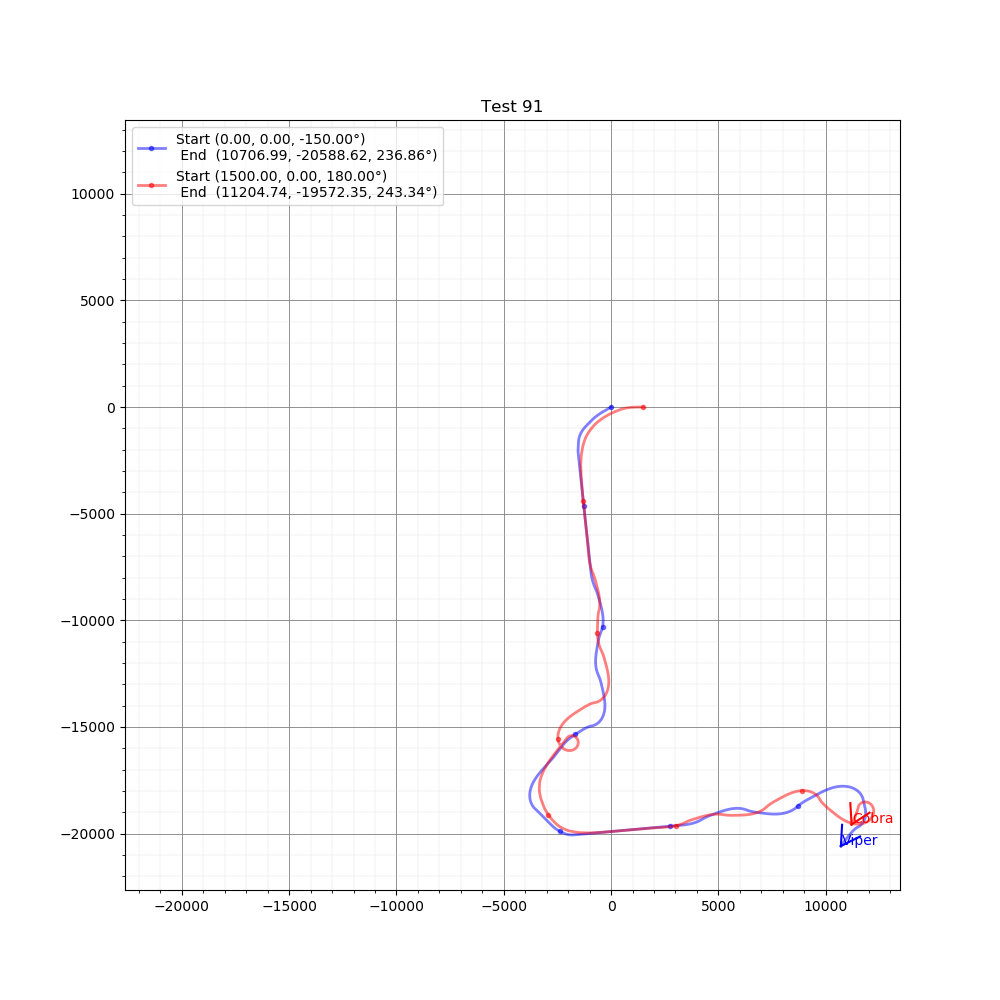 Test 91
Start (0.00, 0.00, -150.00°)
End (10706.99, -20588.62, 236.86°)
Start (1500.00, 0.00, 180.00°)
End (11204.74, -19572.35, 243.34°)
10000
5000
0
−5000
−10000
−15000
−20000
Cobra
Viper
−20000 −15000 −10000 −5000 0 5000 10000